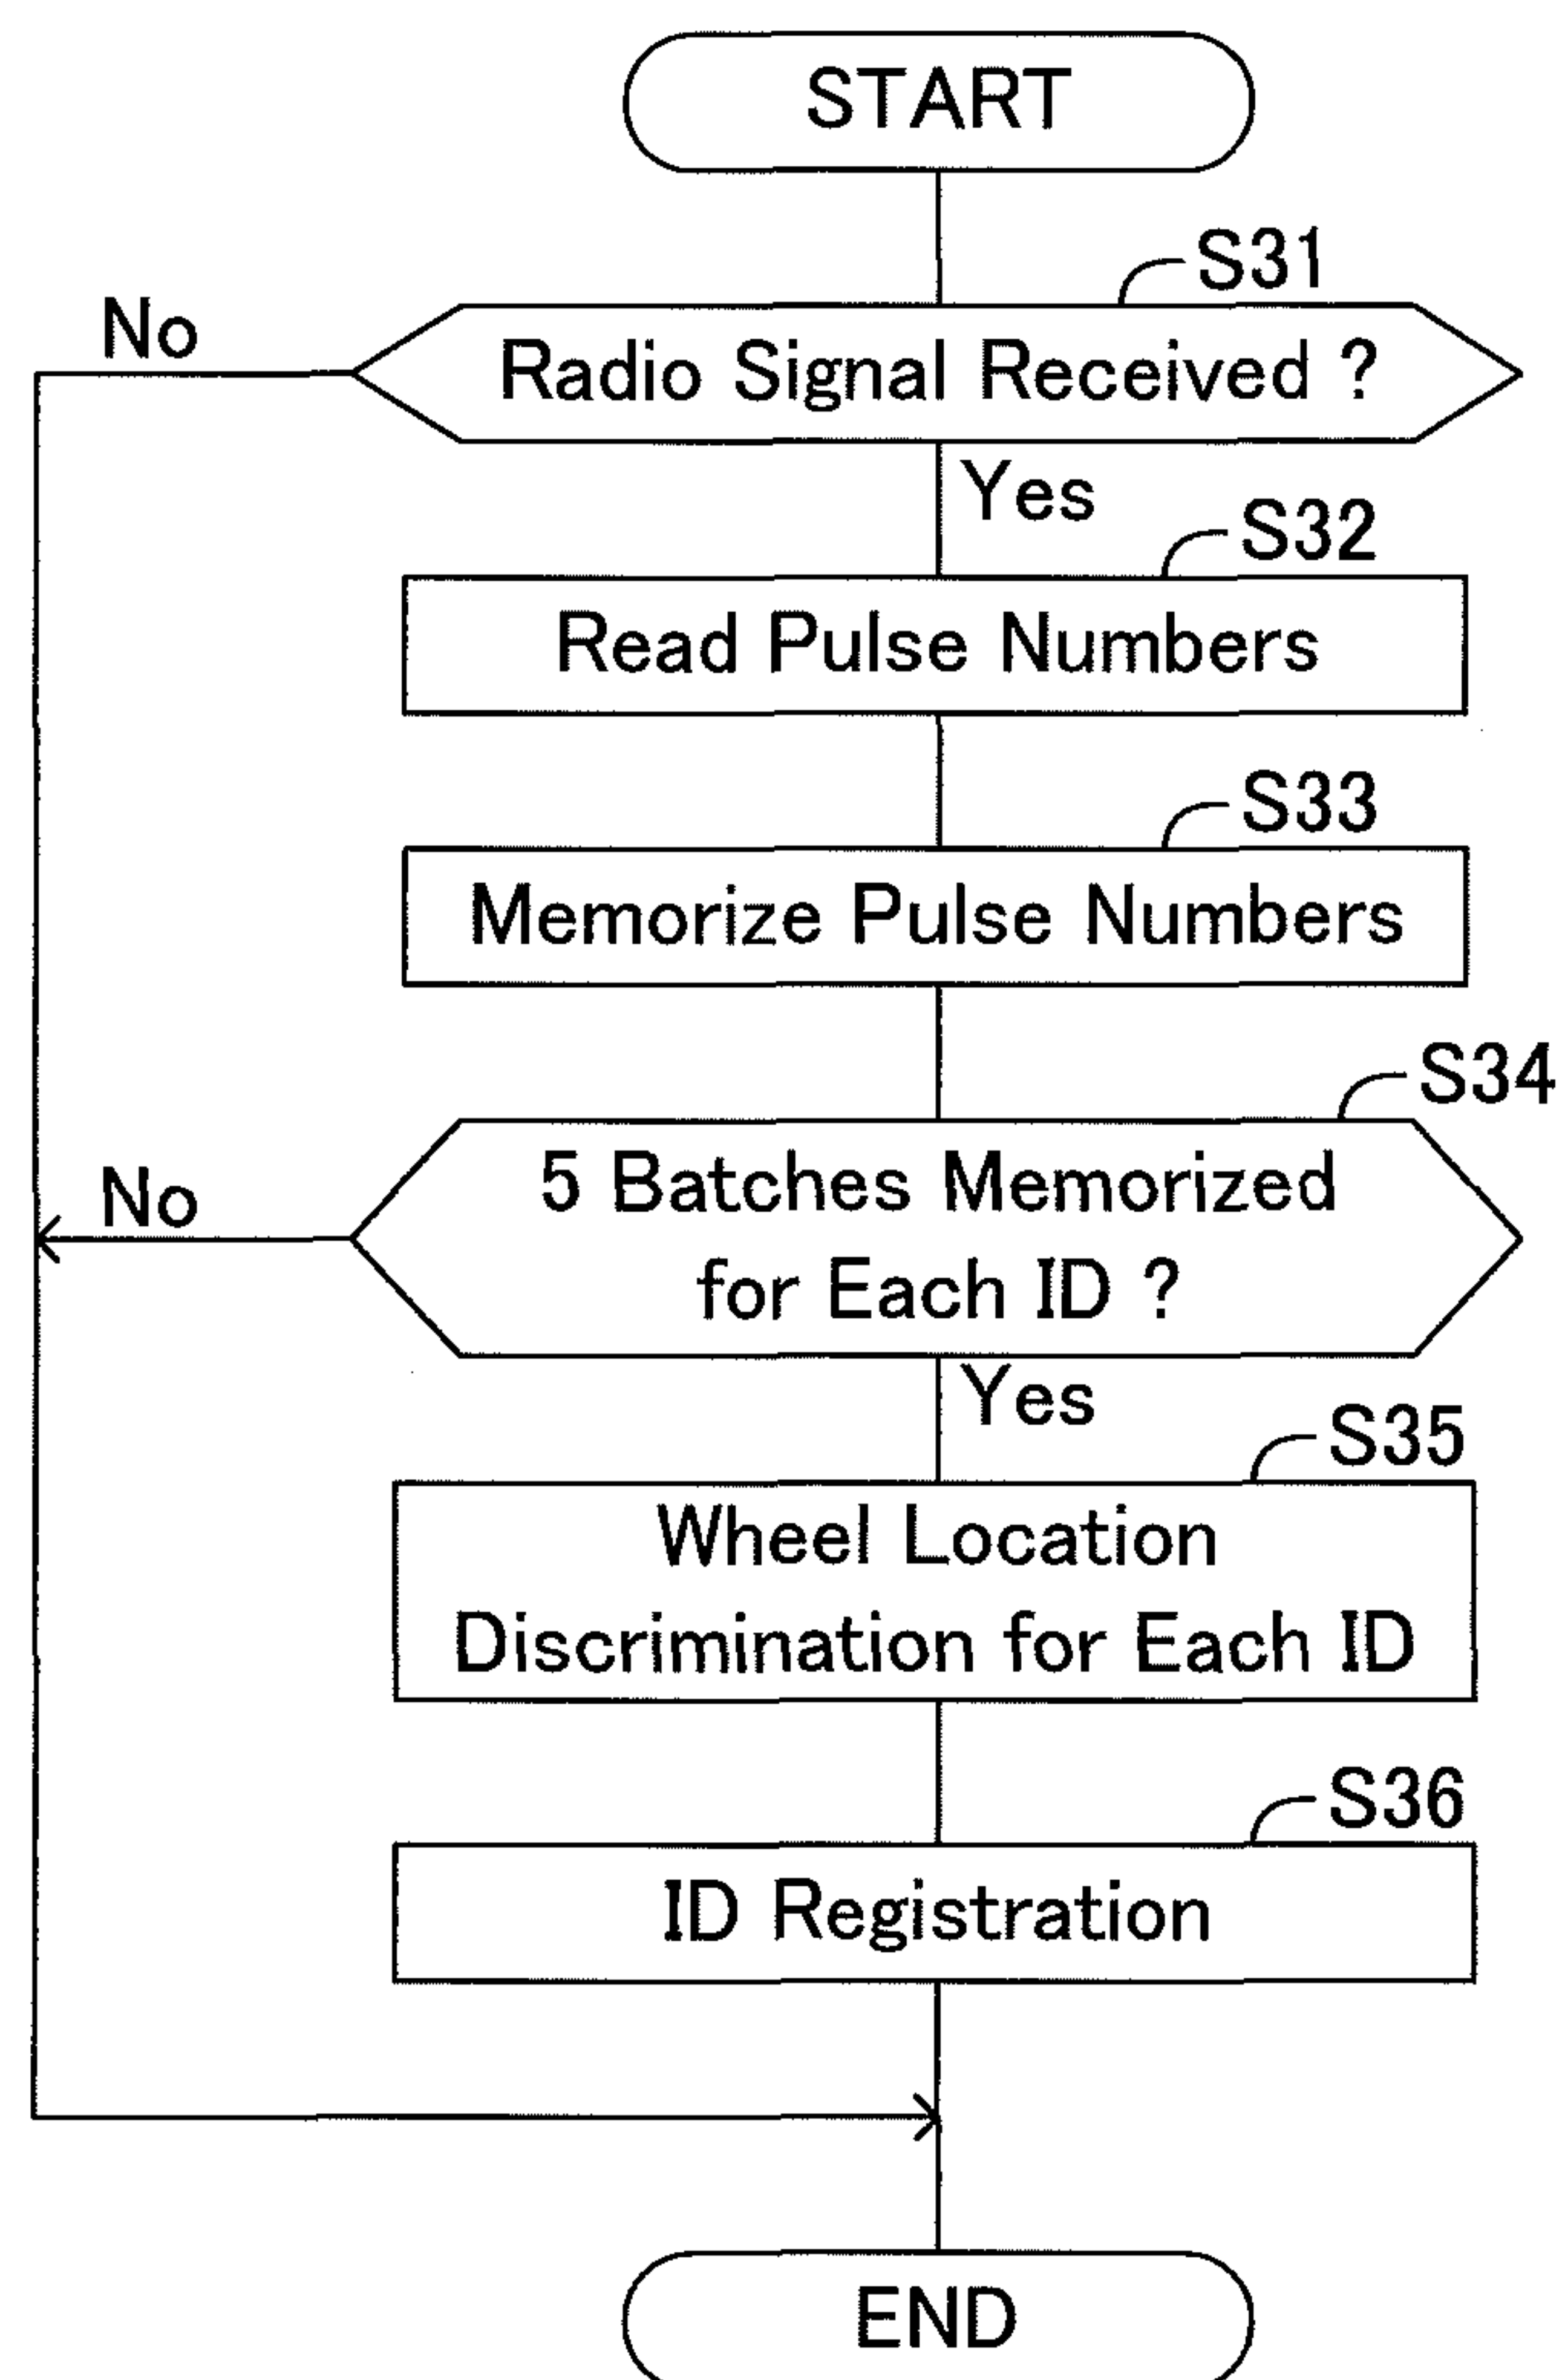 START
S31
No
Radio Signal Received ?
Yes
S32
Read Pulse Numbers
S33
Memorize Pulse Numbers
S34
No
5 Batches Memorized
for Each ID ?
Yes
S35
Wheel Location
Discrimination for Each ID
S36
ID Registration
END